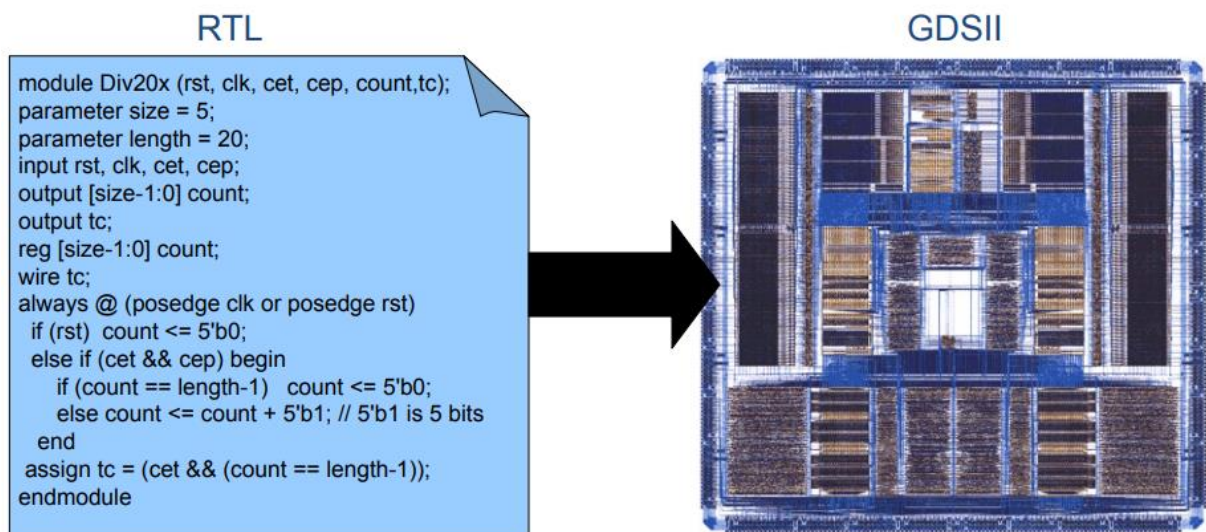 RTL
module Div20x (rst, clk, cet, cep, count,tc);
parameter size = 5;
parameter length = 20;
input rst, clk, cet, cep;
output [size-1:0] count;
output tc;
reg [size-1:0] count;
wire tc;
always @ (posedge clk or posedge rst)
if (rst) count <= 5'b0;
else if (cet && cep) begin
if (count == length-1) count <= 5'b0;
else count <= count + 5'b1; // 5'b1 is 5 bits
end
assign tc = (cet && (count == length-1));
endmodule
GDSII